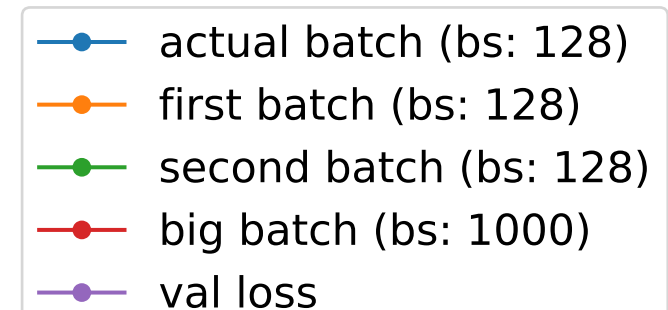 actual batch (bs: 128)
first batch (bs: 128)
second batch (bs: 128)
big batch (bs: 1000)
val loss